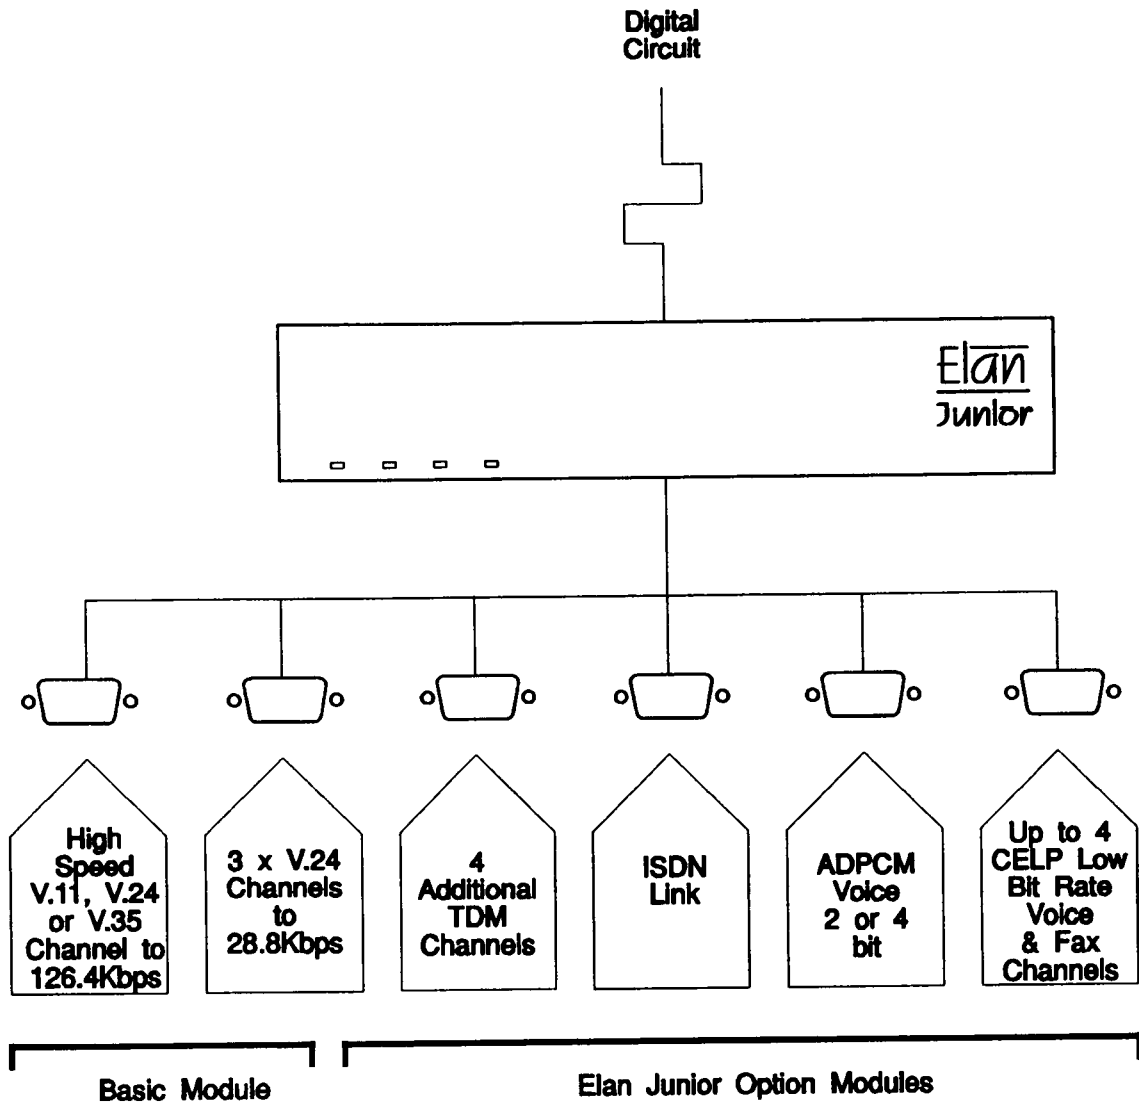 Digital
Circuit
Elan
Junior
High
Speed
V.11, V.24
or V.35
Channel to
126.4Kbps
3 x V.24
Channels
to
28.8Kbps
4
Additional
TDM
Channels
ISDN
Link
ADPCM
Voice
2 or 4
bit
Up to 4
CELP Low
Bit Rate
Voice
& Fax
Channels
Basic Module
Elan Junior Option Modules